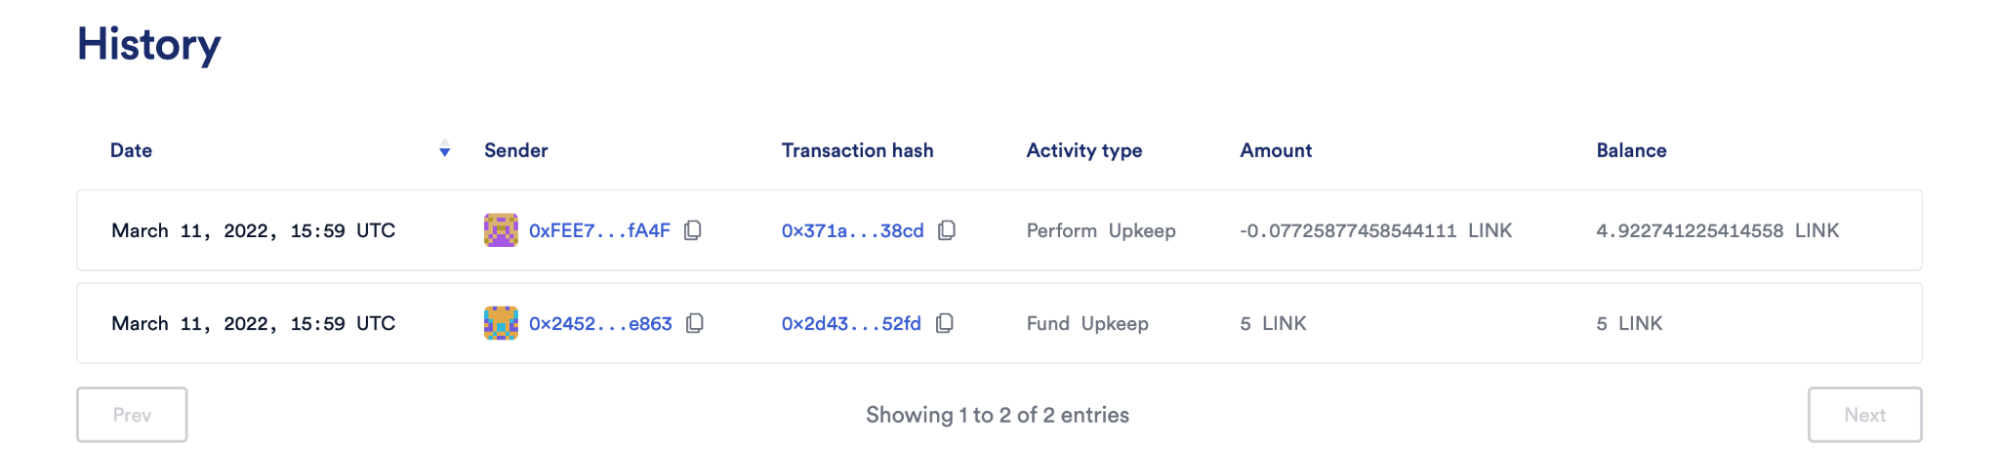 History
Date Sender Transaction hash Activity type Amount Balance
March 11, 2022, 15:59 UTC 0xFEE7...fA4F 0x371a...38cd Perform Upkeep -0.07725877458544111 LINK 4.922741225414558 LINK
March 11, 2022, 15:59 UTC 0x2452...e863 0x2d43...52fd Fund Upkeep 5 LINK 5 LINK
Prev Showing 1 to 2 of 2 entries Next